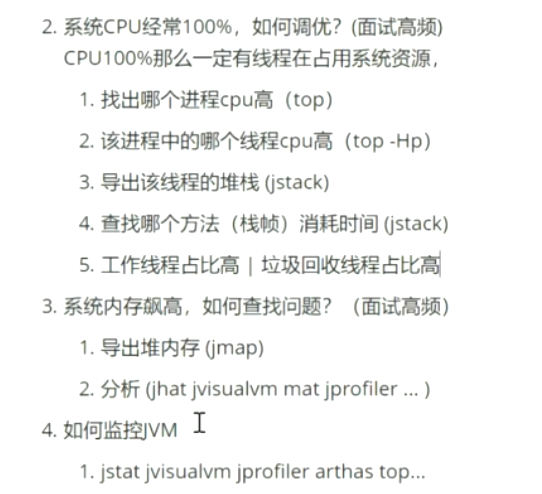 2. 系统CPU经常100%，如何调优？(面试高频)
CPU100%那么一定有线程在占用系统资源，
1. 找出哪个进程cpu高（top）
2. 该进程中的哪个线程cpu高（top -Hp）
3. 导出该线程的堆栈 (jstack)
4. 查找哪个方法（栈帧）消耗时间 (jstack)
5. 工作线程占比高 | 垃圾回收线程占比高
3. 系统内存飙高，如何查找问题？（面试高频）
1. 导出堆内存 (jmap)
2. 分析 (jhat jvisualvm mat jprofiler ... )
4. 如何监控JVM
1. jstat jvisualvm jprofiler arthas top...